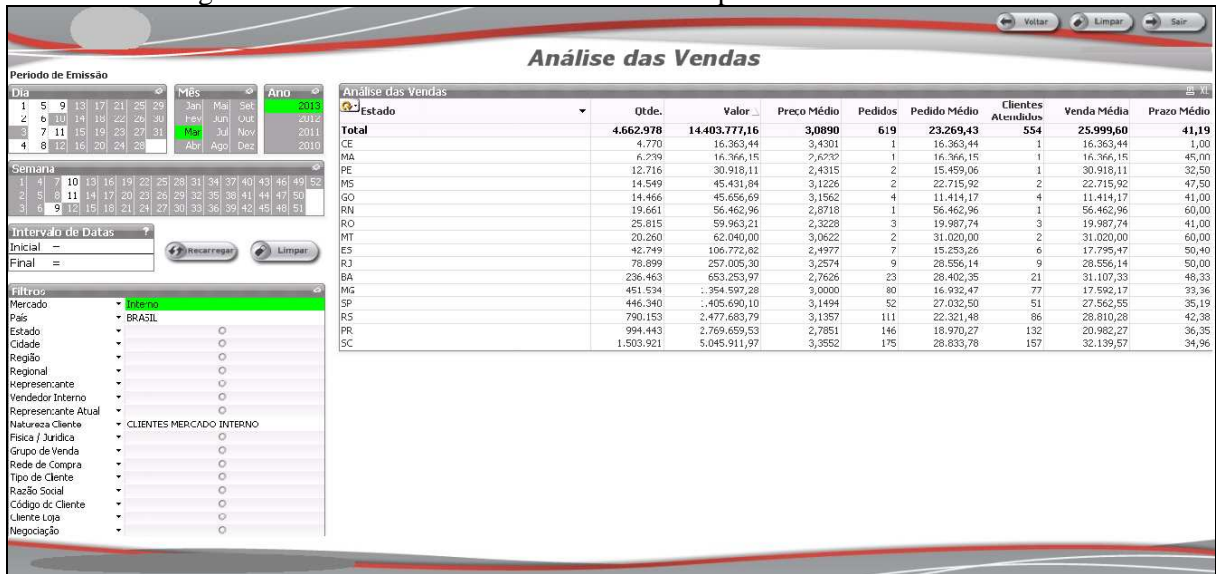 Voltar Limpar Sair
Análise das Vendas
Periodo de Emissão
Dia
1 5 9 13 17 21 25 29
2 6 10 14 18 22 26 30
3 7 11 15 19 23 27 31
4 8 12 16 20 24 28
Mês
Jan Mai Set
Fev Jun Out
Mar Jul Nov
Abr Ago Dez
Ano
2013
2012
2011
2010
Semana
1 4 7 10 13 16 19 22 25 28 31 34 37 40 43 46 49 52
2 5 8 11 14 17 20 23 26 29 32 35 38 41 44 47 50
3 6 9 12 15 18 21 24 27 30 33 36 39 42 45 48 51
Intervalo de Datas ?
Inicial =
Final =
Recarregar Limpar
Filtros
Mercado Interno
País BRASIL
Estado
Cidade
Região
Regional
Representante
Vendedor Interno
Representante Atual
Natureza Cliente CLIENTES MERCADO INTERNO
Fisica / Juridica
Grupo de Venda
Rede de Compra
Tipo de Cliente
Razão Social
Código do Cliente
Cliente Loja
Negociação
Análise das Vendas XL
Estado Qtde. Valor Preço Médio Pedidos Pedido Médio Clientes Atendidos Venda Média Prazo Médio
Total 4.662.978 14.403.777,16 3,0890 619 23.269,43 554 25.999,60 41,19
CE 4.770 16.363,44 3,4301 1 16.363,44 1 16.363,44 1,00
MA 6.239 16.366,15 2,6232 1 16.366,15 1 16.366,15 45,00
PE 12.716 30.918,11 2,4315 2 15.459,06 1 30.918,11 32,50
MS 14.549 45.431,84 3,1226 2 22.715,92 2 22.715,92 47,50
GO 14.466 45.656,69 3,1562 4 11.414,17 4 11.414,17 41,00
RN 19.661 56.462,96 2,8718 1 56.462,96 1 56.462,96 60,00
RO 25.815 59.963,21 2,3228 3 19.987,74 3 19.987,74 41,00
MT 20.260 62.040,00 3,0622 2 31.020,00 2 31.020,00 60,00
ES 42.749 106.772,82 2,4977 7 15.253,26 6 17.795,47 50,40
RJ 78.899 257.005,30 3,2574 9 28.556,14 9 28.556,14 50,00
BA 236.463 653.253,97 2,7626 23 28.402,35 21 31.107,33 48,33
MG 451.534 1.354.597,28 3,0000 80 16.932,47 77 17.592,17 33,36
SP 446.340 1.405.690,10 3,1494 52 27.032,50 51 27.562,55 35,19
RS 790.153 2.477.683,79 3,1357 111 22.321,48 86 28.810,28 42,38
PR 994.443 2.769.659,53 2,7851 146 18.970,27 132 20.982,27 36,35
SC 1.503.921 5.045.911,97 3,3552 175 28.833,78 157 32.139,57 34,96